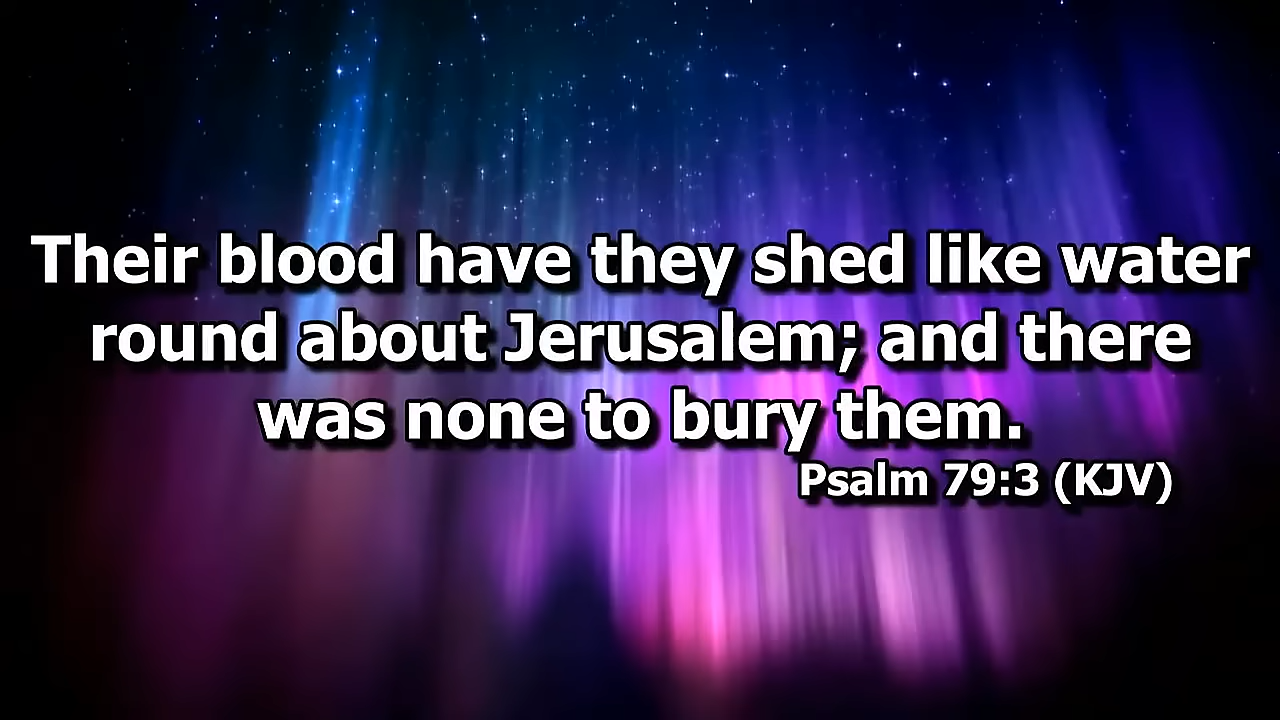 Their blood have they shed like water
round about Jerusalem; and there
was none to bury them.
Psalm 79:3 (KJV)